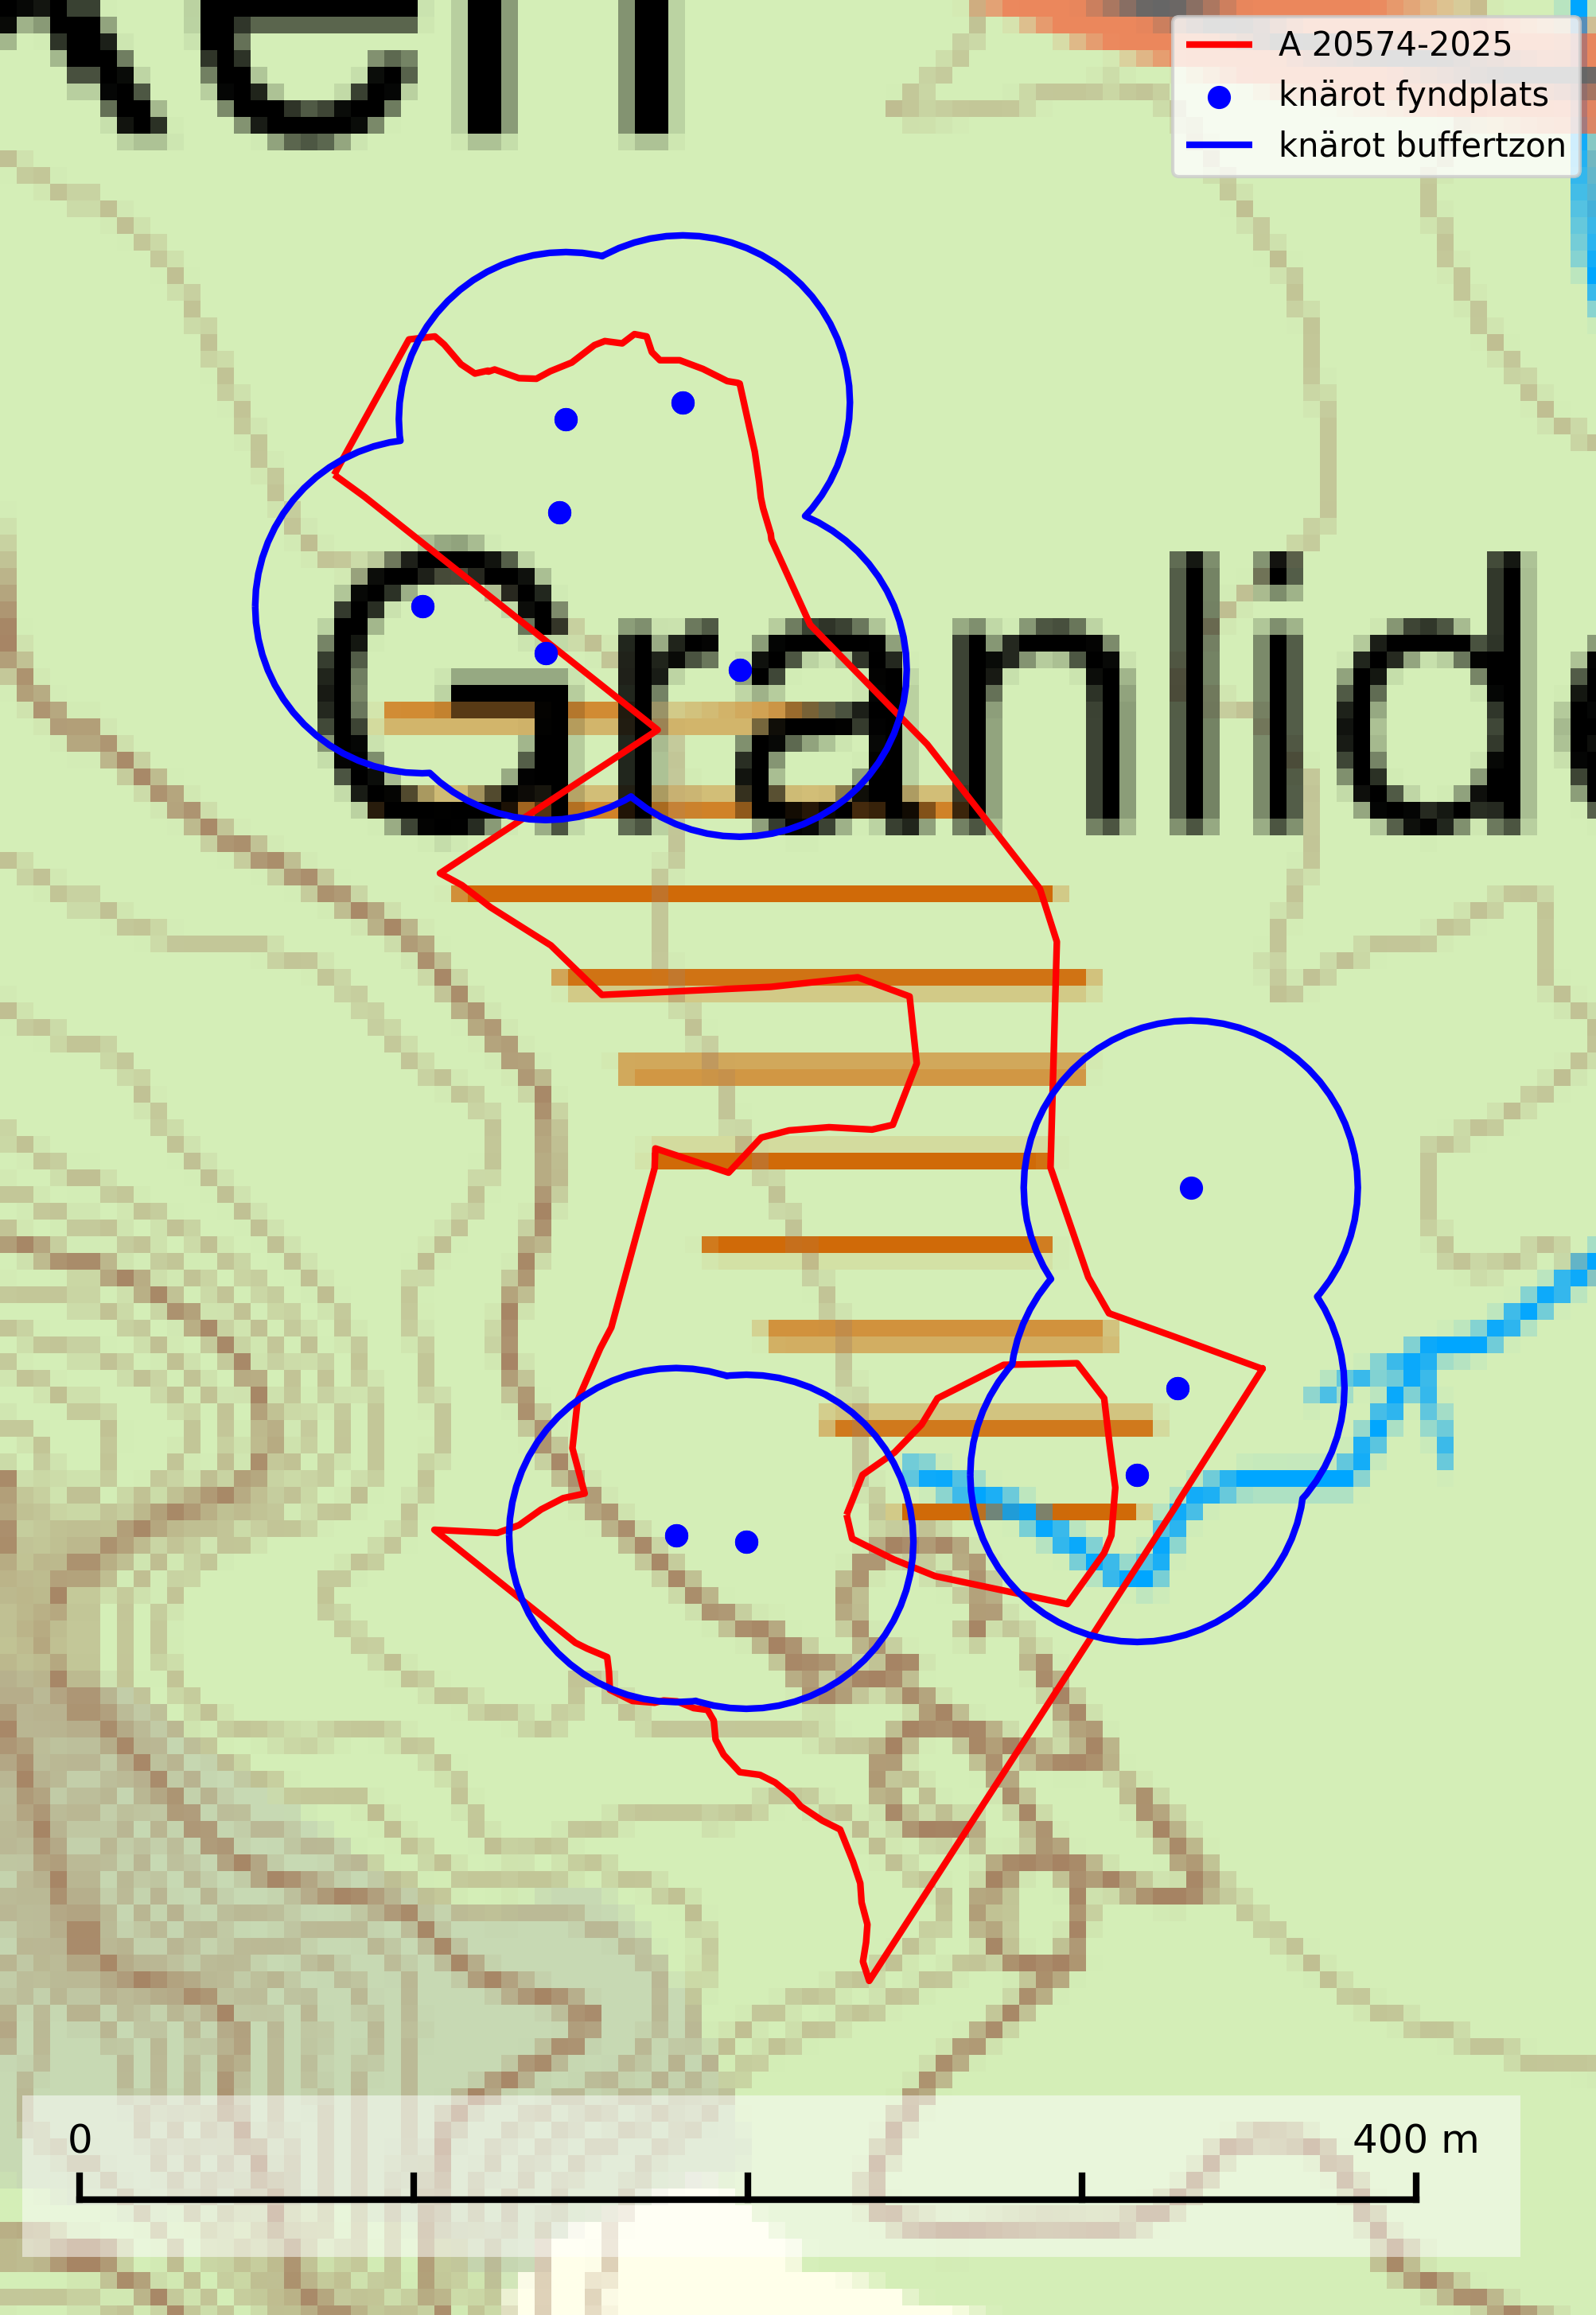 A 20574-2025
knärot fyndplats
knärot buffertzon
Granlid
0 400 m